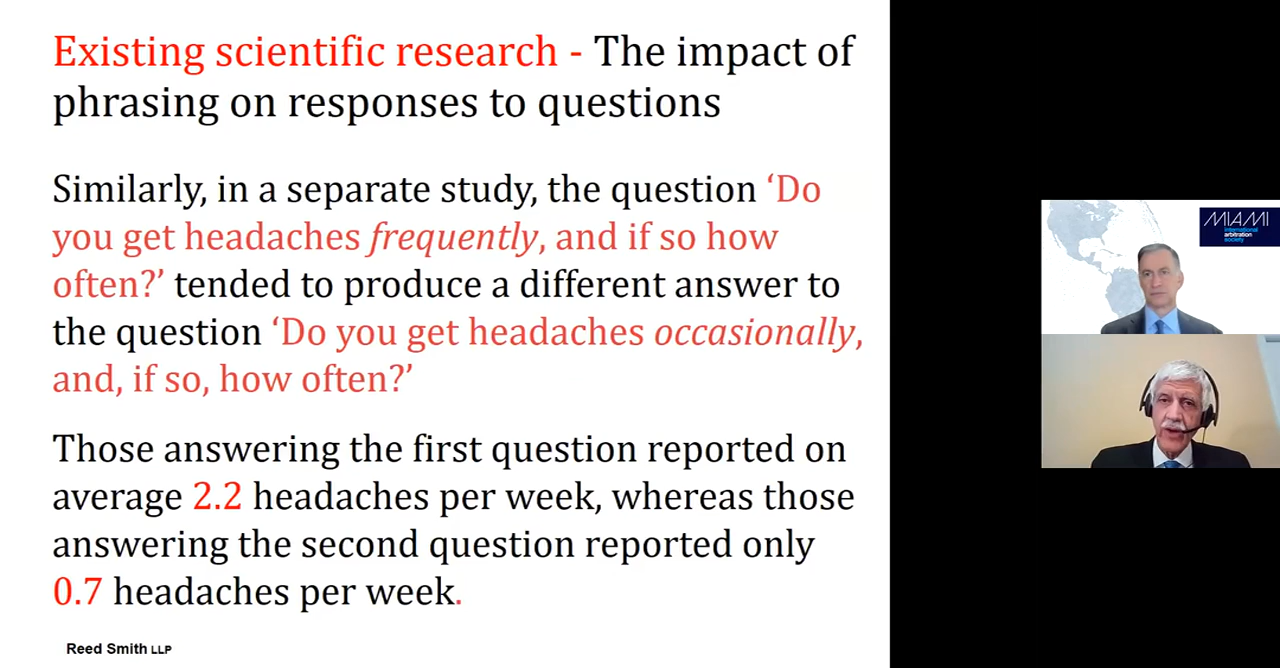 Existing scientific research - The impact of
phrasing on responses to questions
Similarly, in a separate study, the question ‘Do
you get headaches frequently, and if so how
often?’ tended to produce a different answer to
the question ‘Do you get headaches occasionally,
and, if so, how often?’
Those answering the first question reported on
average 2.2 headaches per week, whereas those
answering the second question reported only
0.7 headaches per week.
Reed Smith LLP
MIAMI
international
arbitration
society